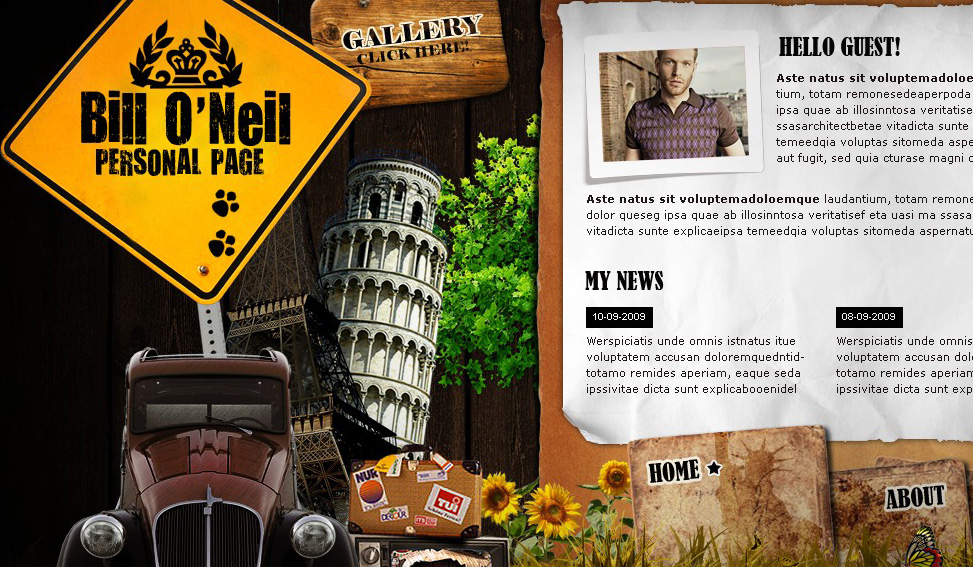 Bill O'Neil
PERSONAL PAGE
GALLERY
CLICK HERE!
HELLO GUEST!
Aste natus sit voluptemadoloe
tium, totam remonesedeaperpoda
ipsa quae ab illosinntosa veritatise
ssasarchitectbetae vitadicta sunte
temeedqia voluptas sitomeda aspe
aut fugit, sed quia cturase magni
Aste natus sit voluptemadoloemque laudantium, totam remone
dolor queseg ipsa quae ab illosinntosa veritatisef eta uasi ma ssasa
vitadicta sunte explicaeipsa temeedqia voluptas sitomeda aspernatu
MY NEWS
10-09-2009
Werspiciatis unde omnis istnatus itue
voluptatem accusan doloremquedntid-
totamo remides aperiam, eaque seda
ipssivitae dicta sunt explicabooenidel
08-09-2009
Werspiciatis unde omnis
voluptatem accusan dolo
totamo remides aperiam
ipssivitae dicta sunt exp
TUi
HOME
ABOUT